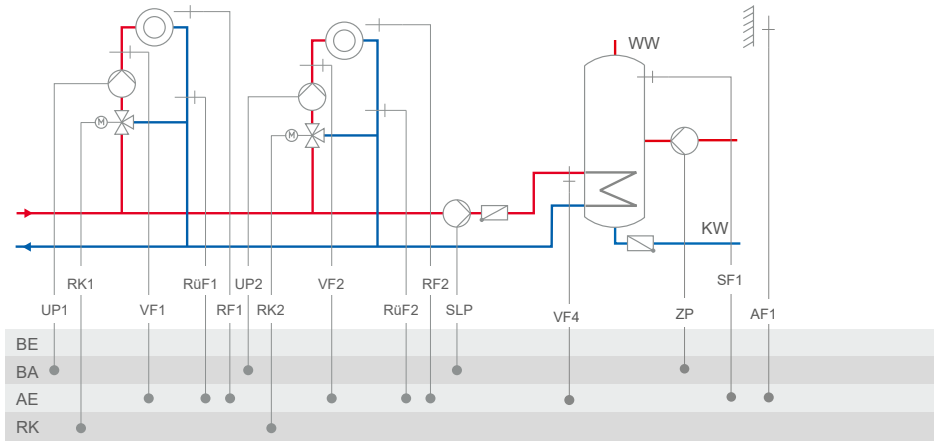 WW
M
M
KW
RK1 RüF1 UP2 VF2 RF2 SF1
UP1 VF1 RF1 RK2 RüF2 SLP VF4 ZP AF1
BE
BA
AE
RK